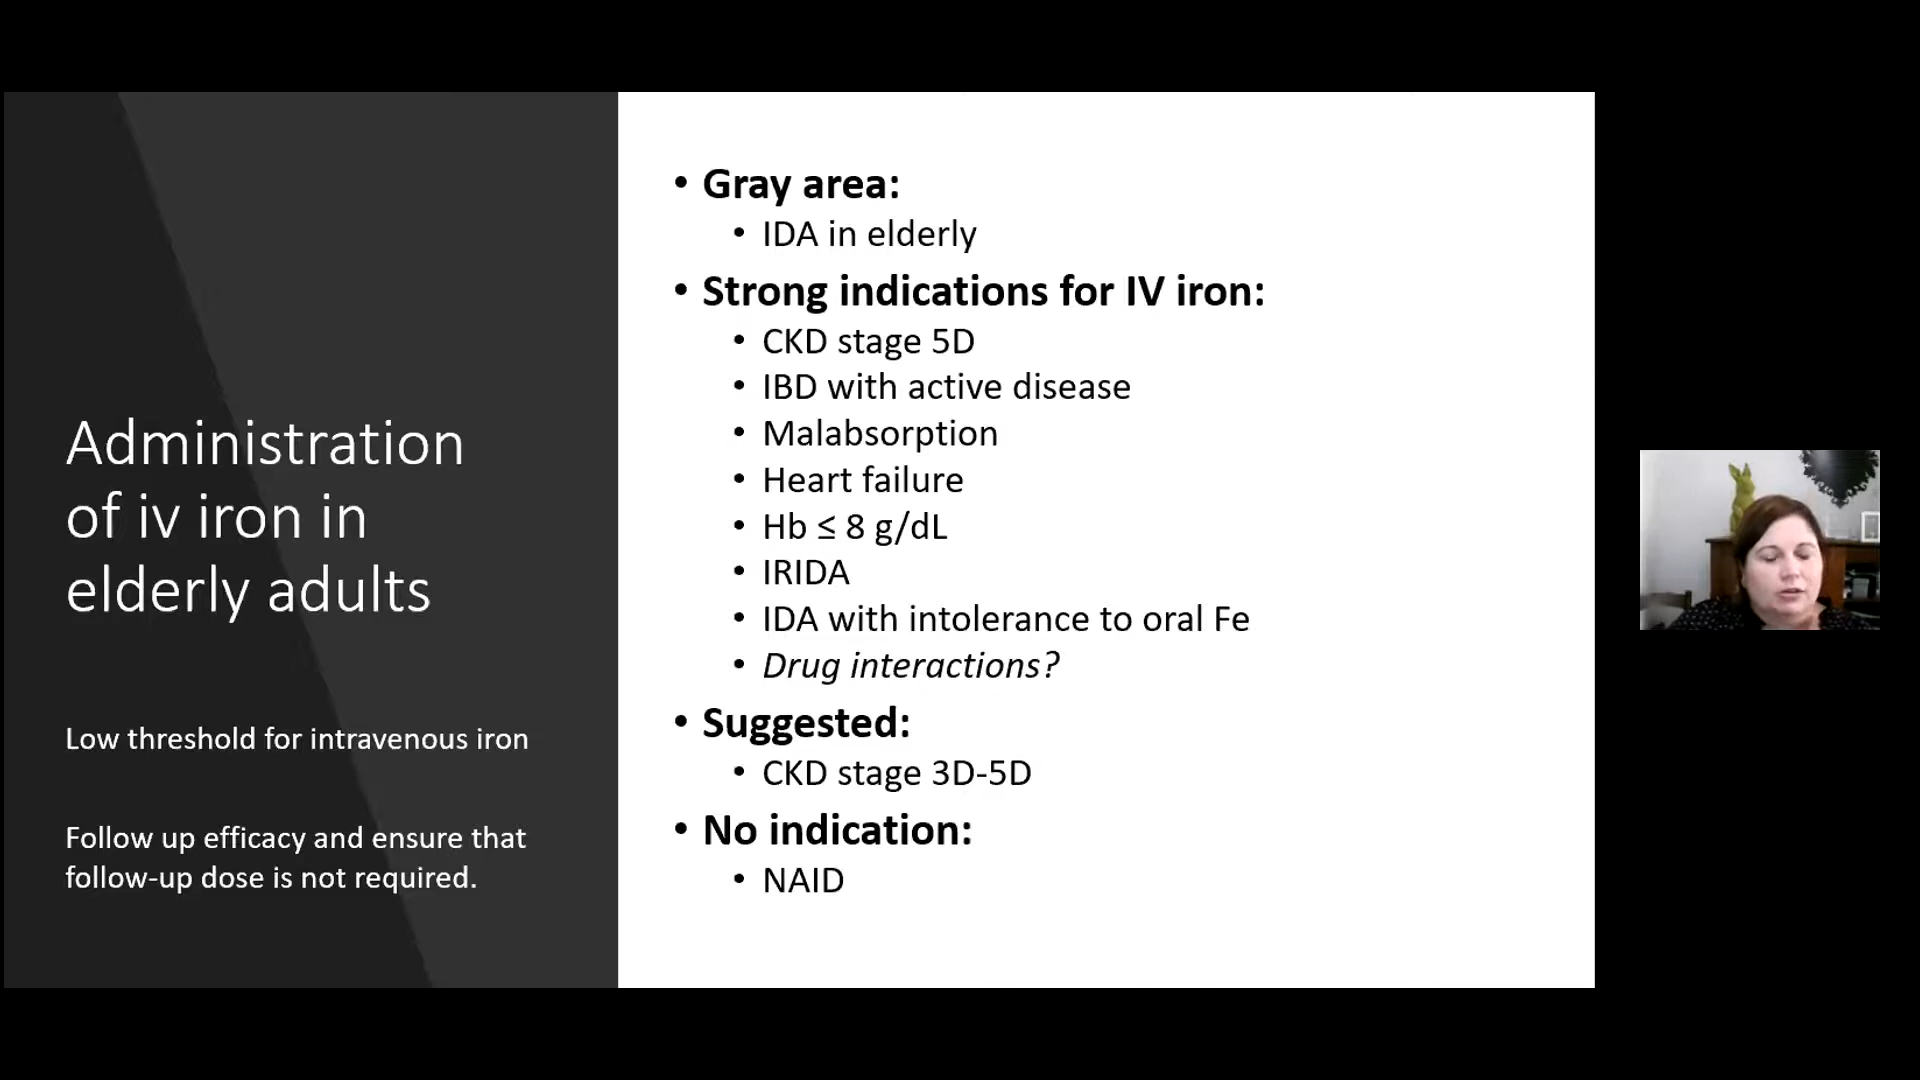 Administration
of iv iron in
elderly adults
Low threshold for intravenous iron
Follow up efficacy and ensure that
follow-up dose is not required.
• Gray area:
• IDA in elderly
• Strong indications for IV iron:
• CKD stage 5D
• IBD with active disease
• Malabsorption
• Heart failure
• Hb ≤ 8 g/dL
• IRIDA
• IDA with intolerance to oral Fe
• Drug interactions?
• Suggested:
• CKD stage 3D-5D
• No indication:
• NAID